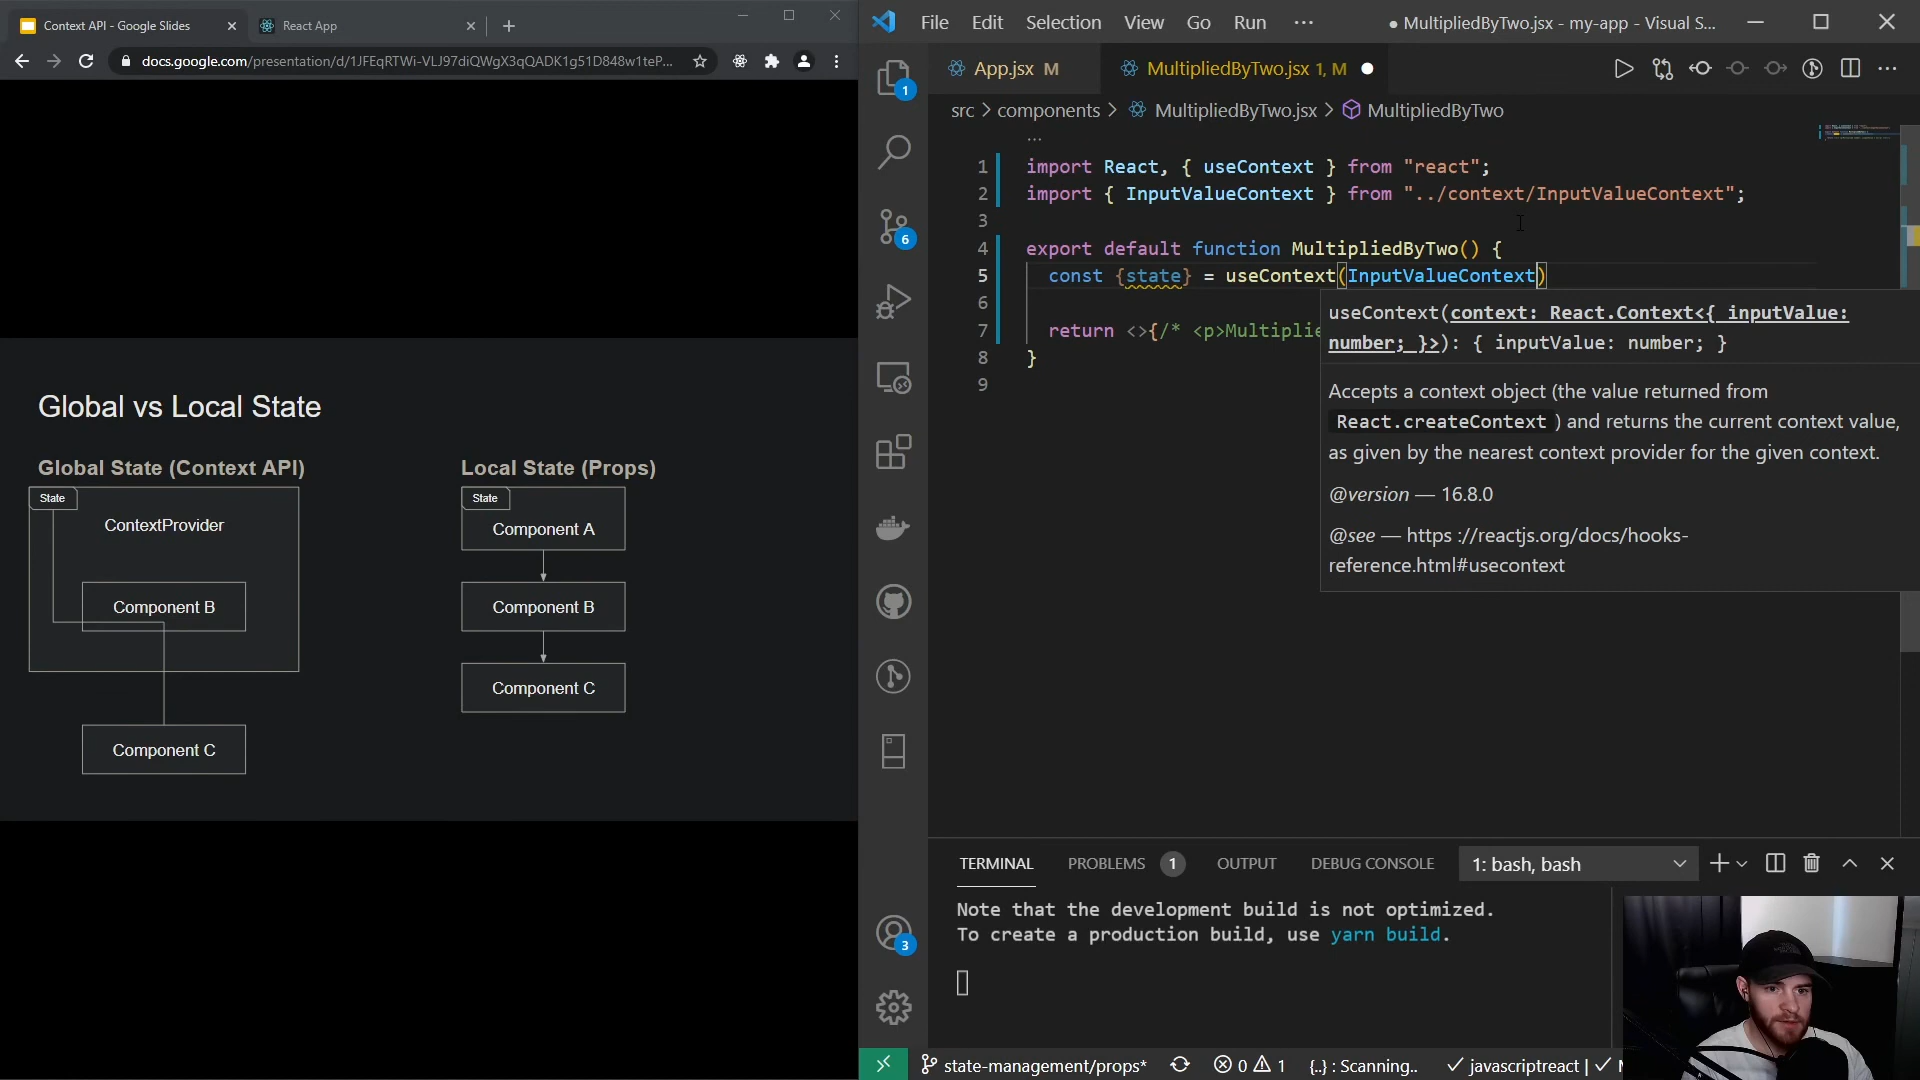 Context API - Google Slides
React App
docs.google.com/presentation/d/1JFEqRTWi-VLJ97diQWgX3qQADK1g51D848w1teP...
Global vs Local State
Global State (Context API)
State
ContextProvider
Component B
Component C
Local State (Props)
State
Component A
Component B
Component C
File Edit Selection View Go Run ···
● MultipliedByTwo.jsx - my-app - Visual S...
App.jsx M
MultipliedByTwo.jsx 1, M ●
src > components > MultipliedByTwo.jsx > MultipliedByTwo
1
6
3
...
1 import React, { useContext } from "react";
2 import { InputValueContext } from "../context/InputValueContext";
3
4 export default function MultipliedByTwo() {
5 const {state} = useContext(InputValueContext)
6
7 return <>{/* <p>Multiplie
8 }
9
useContext(context: React.Context<{ inputValue:
number; }>): { inputValue: number; }
Accepts a context object (the value returned from
React.createContext ) and returns the current context value,
as given by the nearest context provider for the given context.
@version — 16.8.0
@see — https ://reactjs.org/docs/hooks-
reference.html#usecontext
TERMINAL PROBLEMS 1 OUTPUT DEBUG CONSOLE 1: bash, bash
Note that the development build is not optimized.
To create a production build, use yarn build.
state-management/props* 0 1 {..} : Scanning.. javascriptreact |